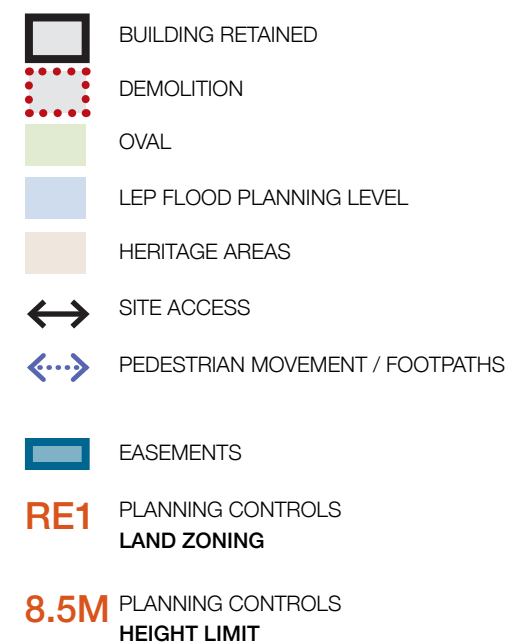 BUILDING RETAINED
DEMOLITION
OVAL
LEP FLOOD PLANNING LEVEL
HERITAGE AREAS
SITE ACCESS
PEDESTRIAN MOVEMENT / FOOTPATHS
EASEMENTS
RE1 PLANNING CONTROLS
LAND ZONING
8.5M PLANNING CONTROLS
HEIGHT LIMIT